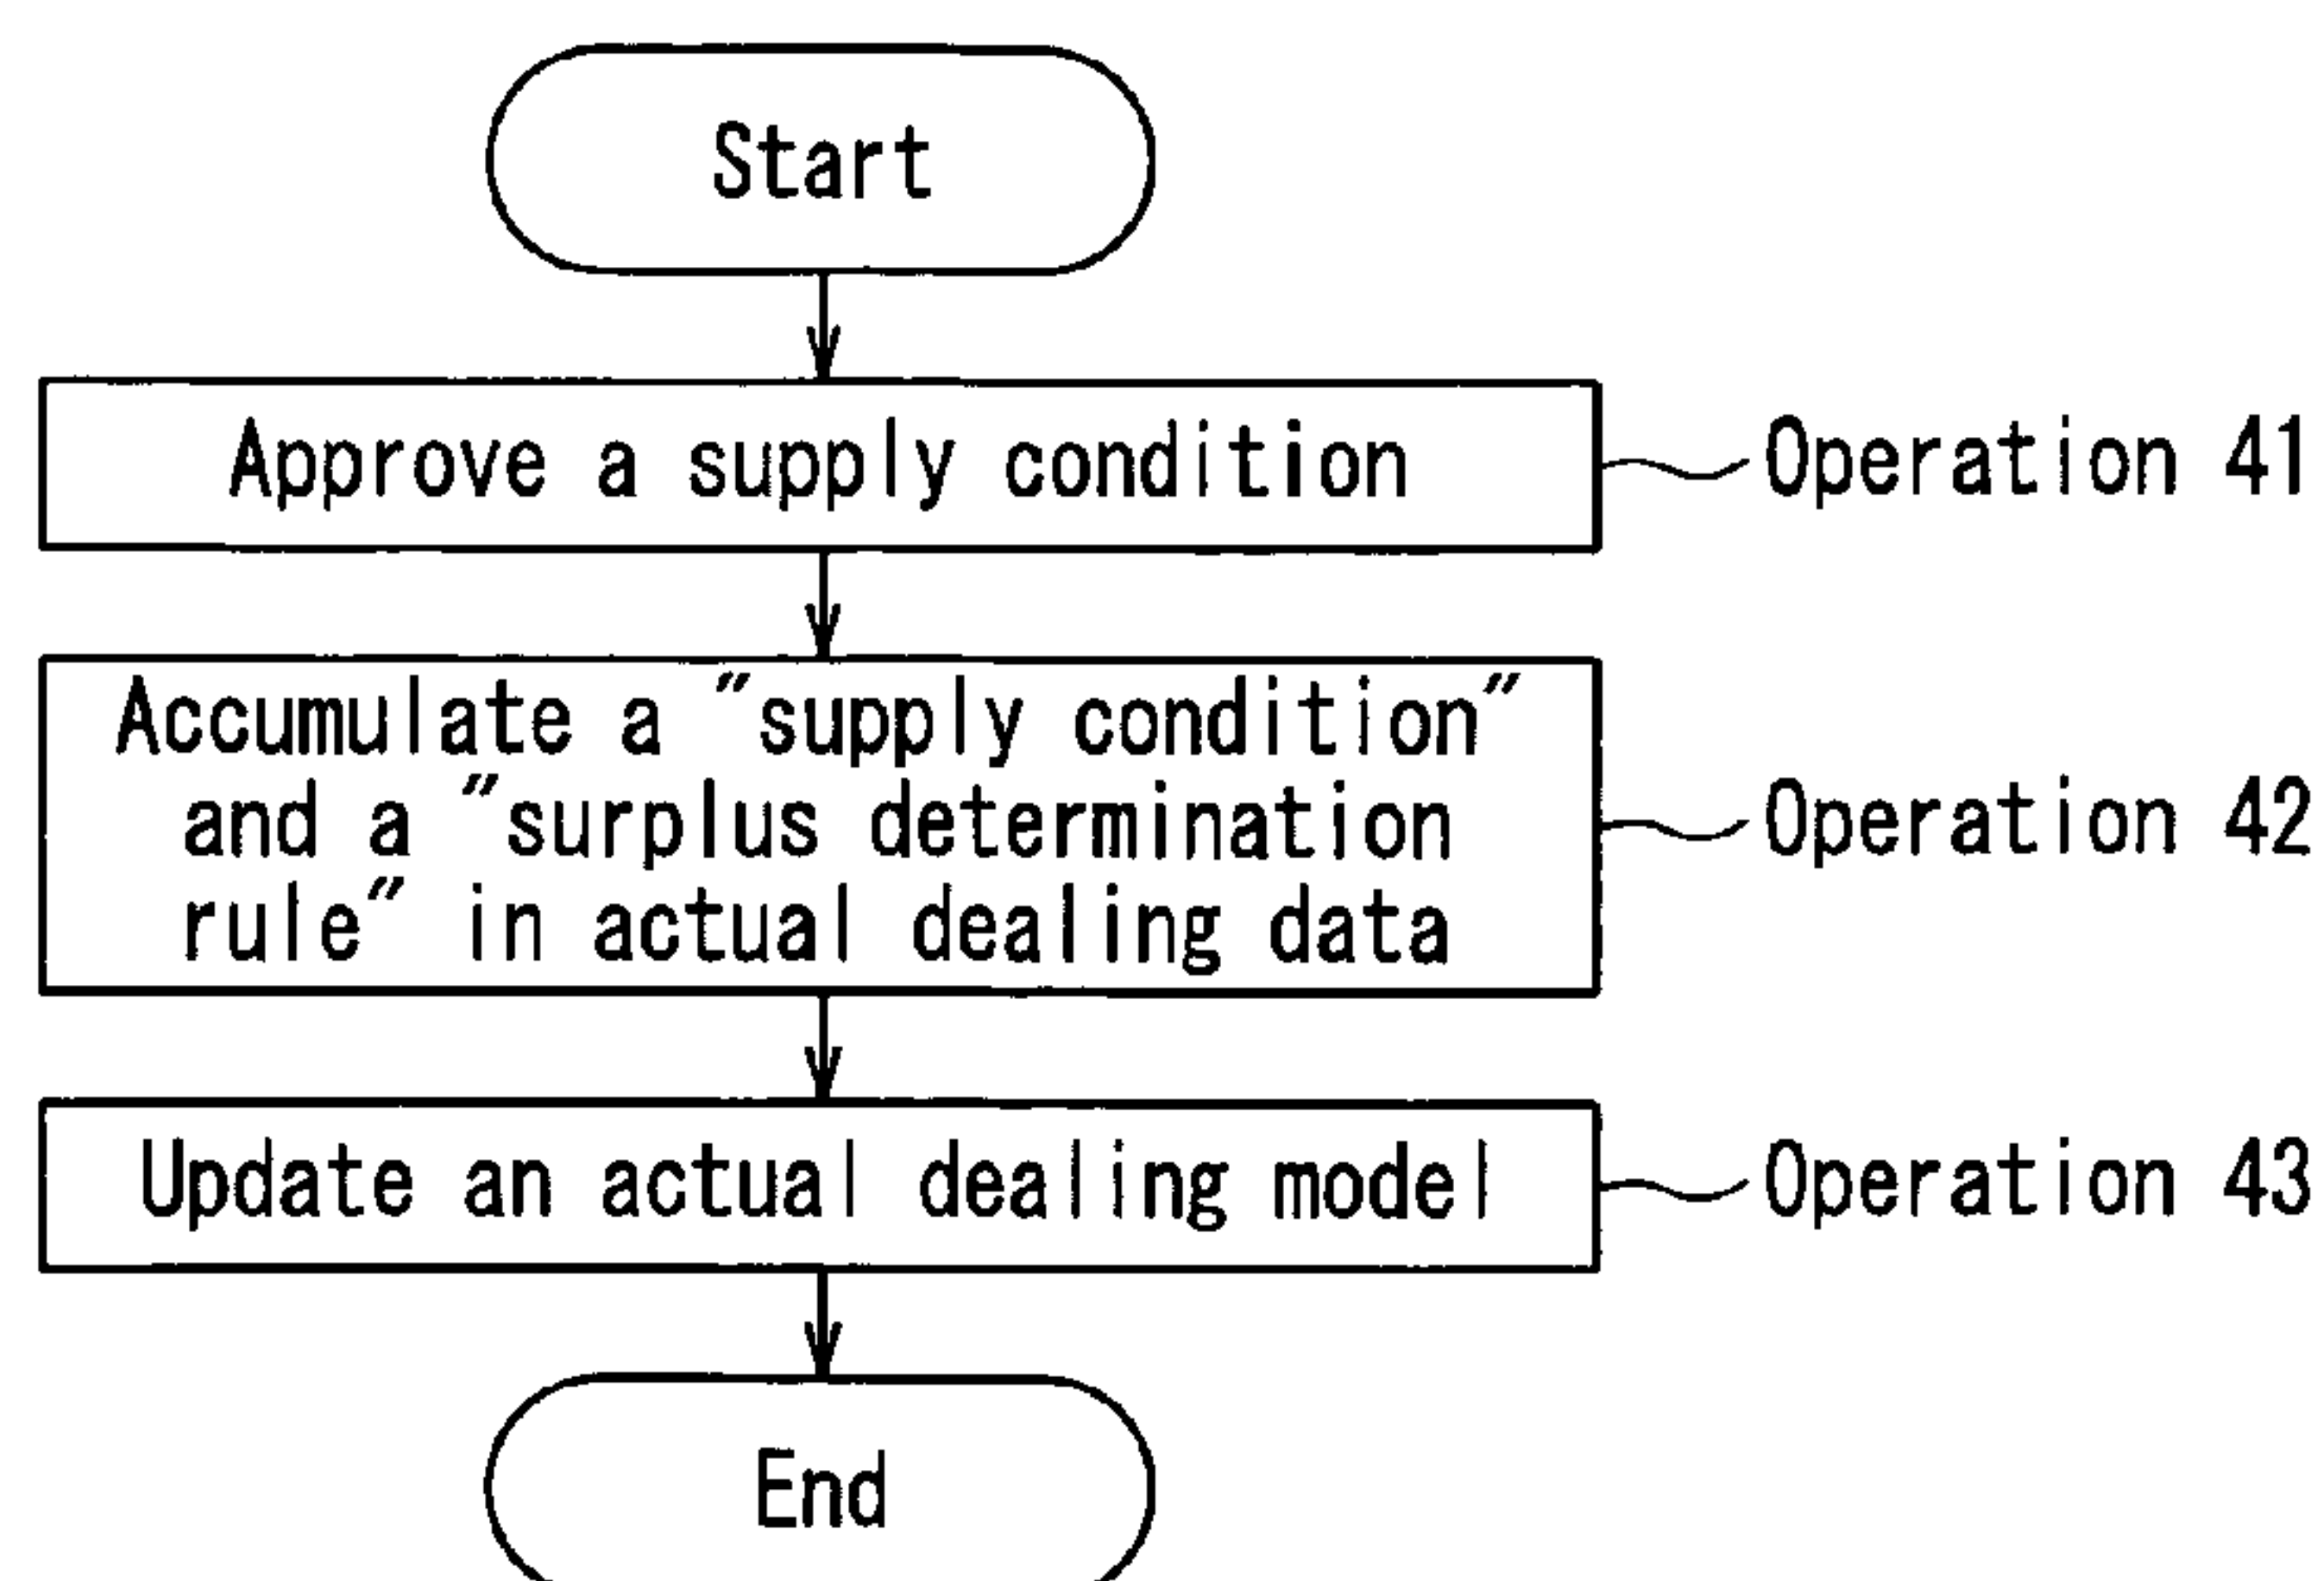 Start
Approve a supply condition
Operation 41
Accumulate a "supply condition"
and a "surplus determination
rule" in actual dealing data
Operation 42
Update an actual dealing model
Operation 43
End